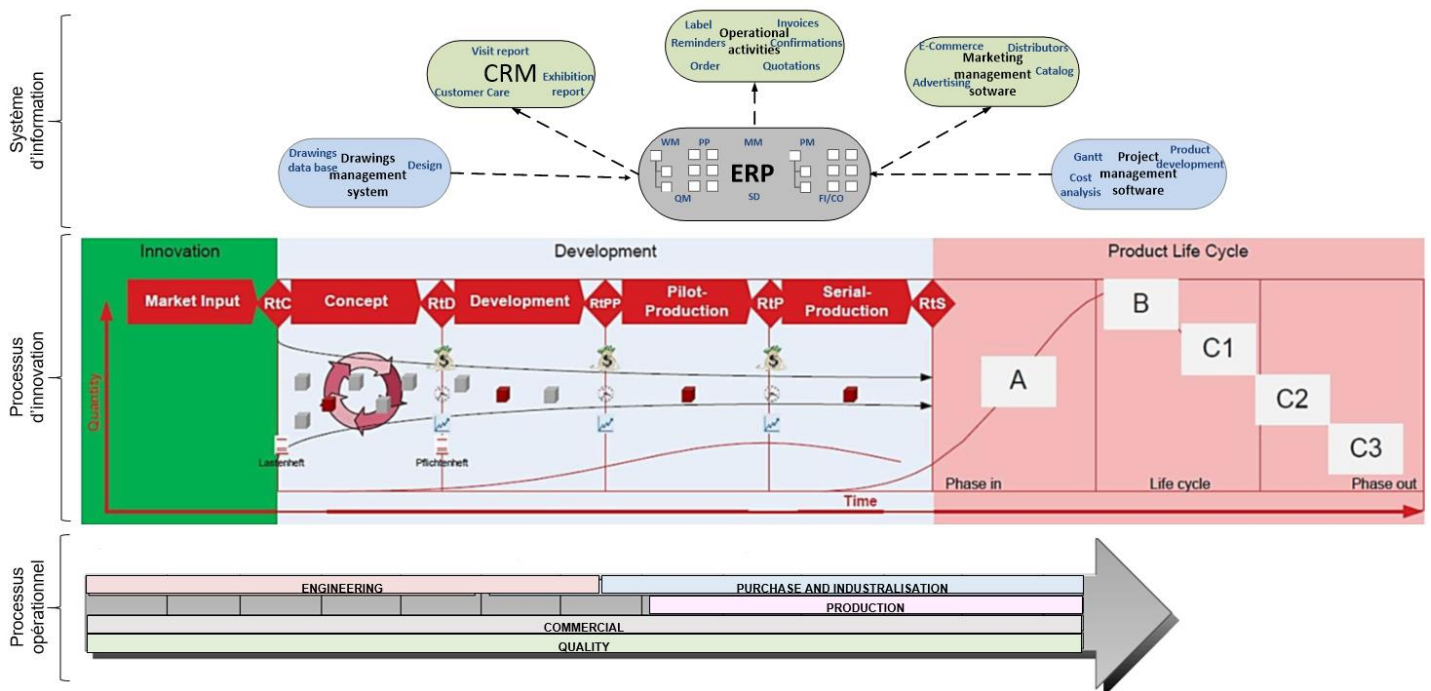 Système
d'information
Label
Invoices
Operational
activities
Reminders
Confirmations
Order
Quotations
Visit report
CRM
Exhibition
report
Customer Care
E-Commerce
Distributors
Marketing
management
sotware
Catalog
Advertising
Drawings
data base
Drawings
management
system
Design
WM
PP
MM
PM
ERP
QM
SD
FI/CO
Gantt
Project
management
software
Product
development
Cost
analysis
Processus
d'innovation
Innovation
Development
Product Life Cycle
Market Input
RtC
Concept
RtD
Development
RtPP
Pilot-
Production
RtP
Serial-
Production
RtS
Quantity
$
$
$
Lastenheft
Pflichtenheft
A
B
C1
C2
C3
Phase in
Life cycle
Phase out
Time
Processus
opérationnel
ENGINEERING
PURCHASE AND INDUSTRALISATION
PRODUCTION
COMMERCIAL
QUALITY